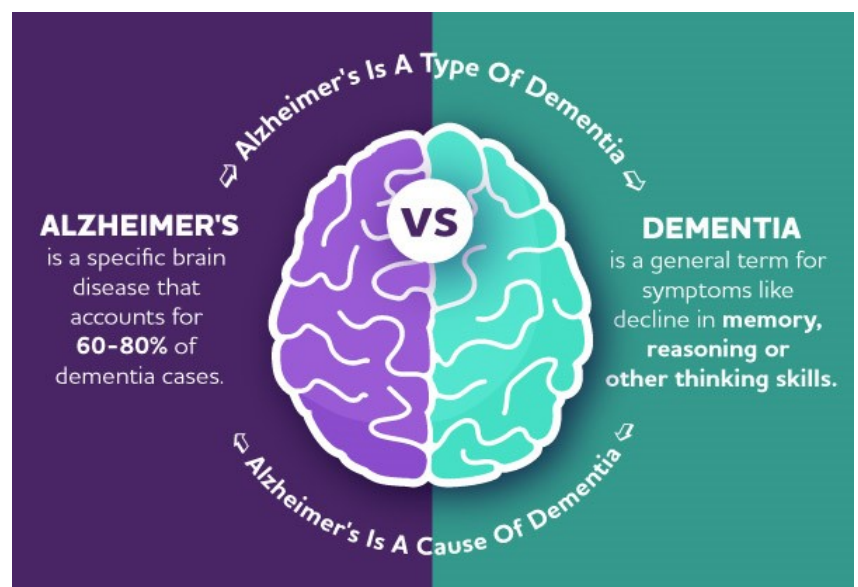 Alzheimer's Is A Type Of Dementia
VS
ALZHEIMER'S
is a specific brain
disease that
accounts for
60-80% of
dementia cases.
DEMENTIA
is a general term for
symptoms like
decline in memory,
reasoning or
other thinking skills.
Alzheimer's Is A Cause Of Dementia